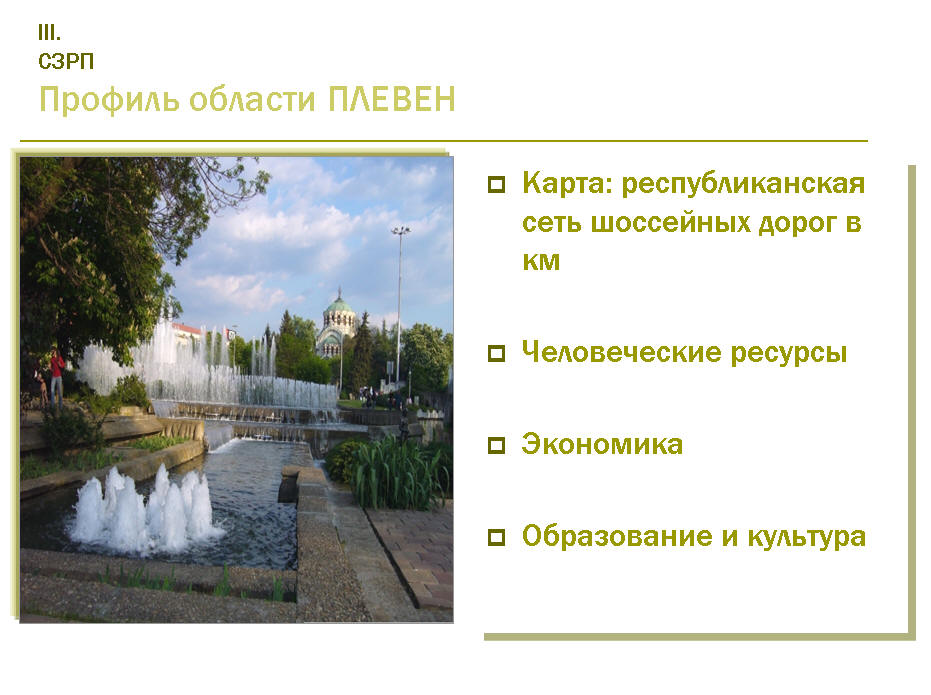 III.
СЗРП
Профиль области ПЛЕВЕН
Карта: республиканская
сеть шоссейных дорог в
км
Человеческие ресурсы
Экономика
Образование и культура